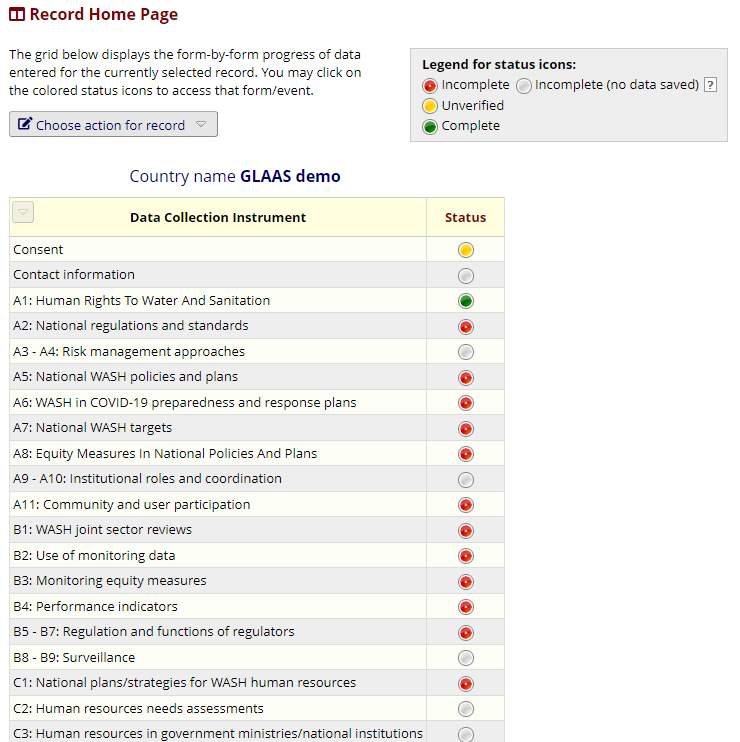 Record Home Page
The grid below displays the form-by-form progress of data
entered for the currently selected record. You may click on
the colored status icons to access that form/event.
Legend for status icons:
Incomplete Incomplete (no data saved) ?
Unverified
Complete
Choose action for record
Country name GLAAS demo
Data Collection Instrument Status
Consent
Contact information
A1: Human Rights To Water And Sanitation
A2: National regulations and standards
A3 - A4: Risk management approaches
A5: National WASH policies and plans
A6: WASH in COVID-19 preparedness and response plans
A7: National WASH targets
A8: Equity Measures In National Policies And Plans
A9 - A10: Institutional roles and coordination
A11: Community and user participation
B1: WASH joint sector reviews
B2: Use of monitoring data
B3: Monitoring equity measures
B4: Performance indicators
B5 - B7: Regulation and functions of regulators
B8 - B9: Surveillance
C1: National plans/strategies for WASH human resources
C2: Human resources needs assessments
C3: Human resources in government ministries/national institutions